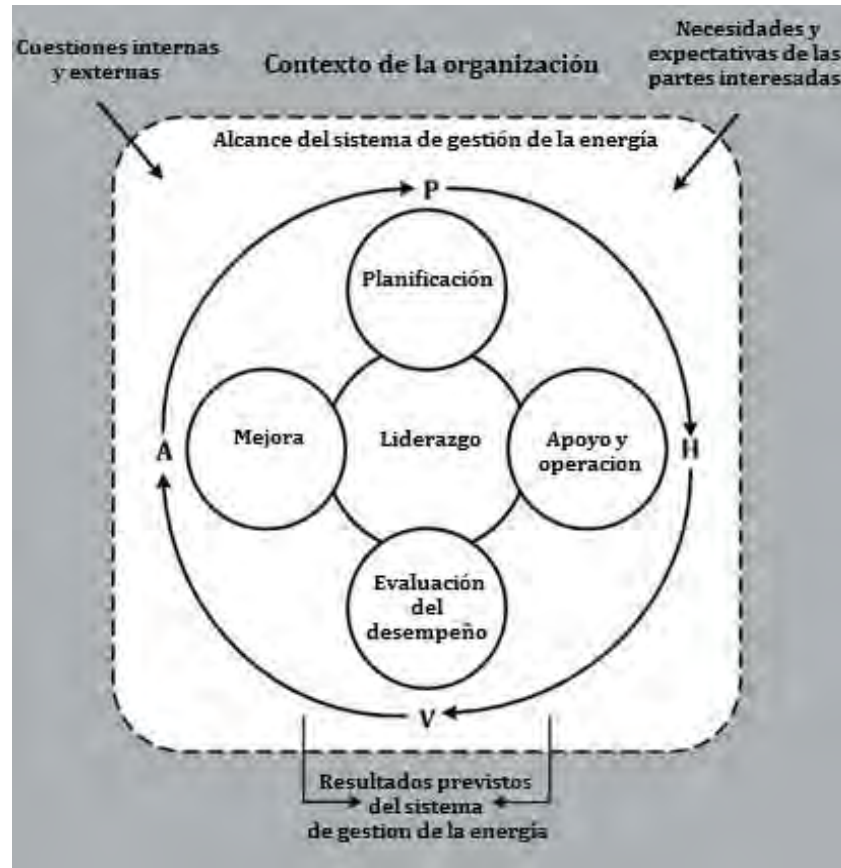 Cuestiones internas
y externas
Contexto de la organización
Necesidades y
expectativas de las
partes interesadas
Alcance del sistema de gestión de la energía
P
Planificación
A
Mejora
Liderazgo
Apoyo y
operacion
H
Evaluación
del
desempeño
V
Resultados previstos
del sistema
de gestion de la energía